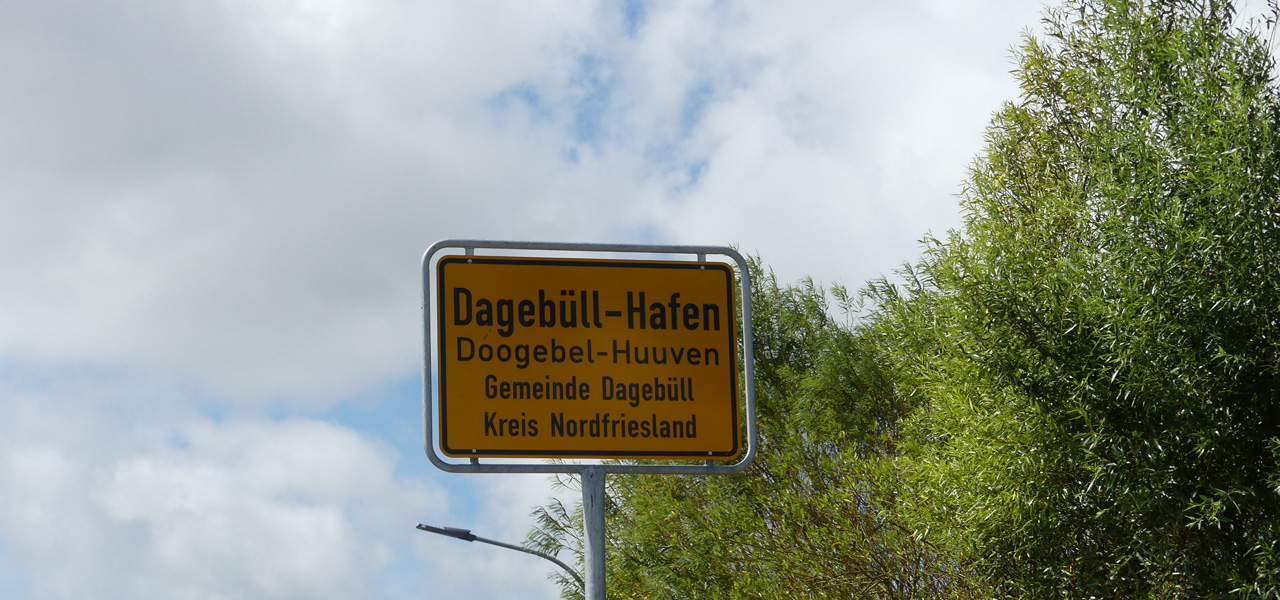 Dagebüll-Hafen
Doogebel-Huuven
Gemeinde Dagebüll
Kreis Nordfriesland